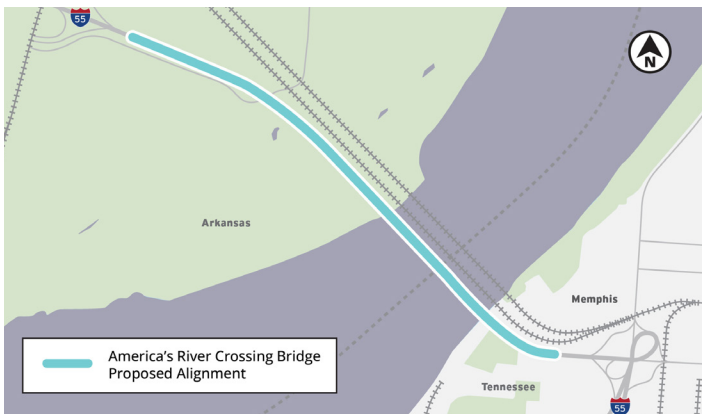 55
N
Arkansas
Memphis
America's River Crossing Bridge
Proposed Alignment
Tennessee
55